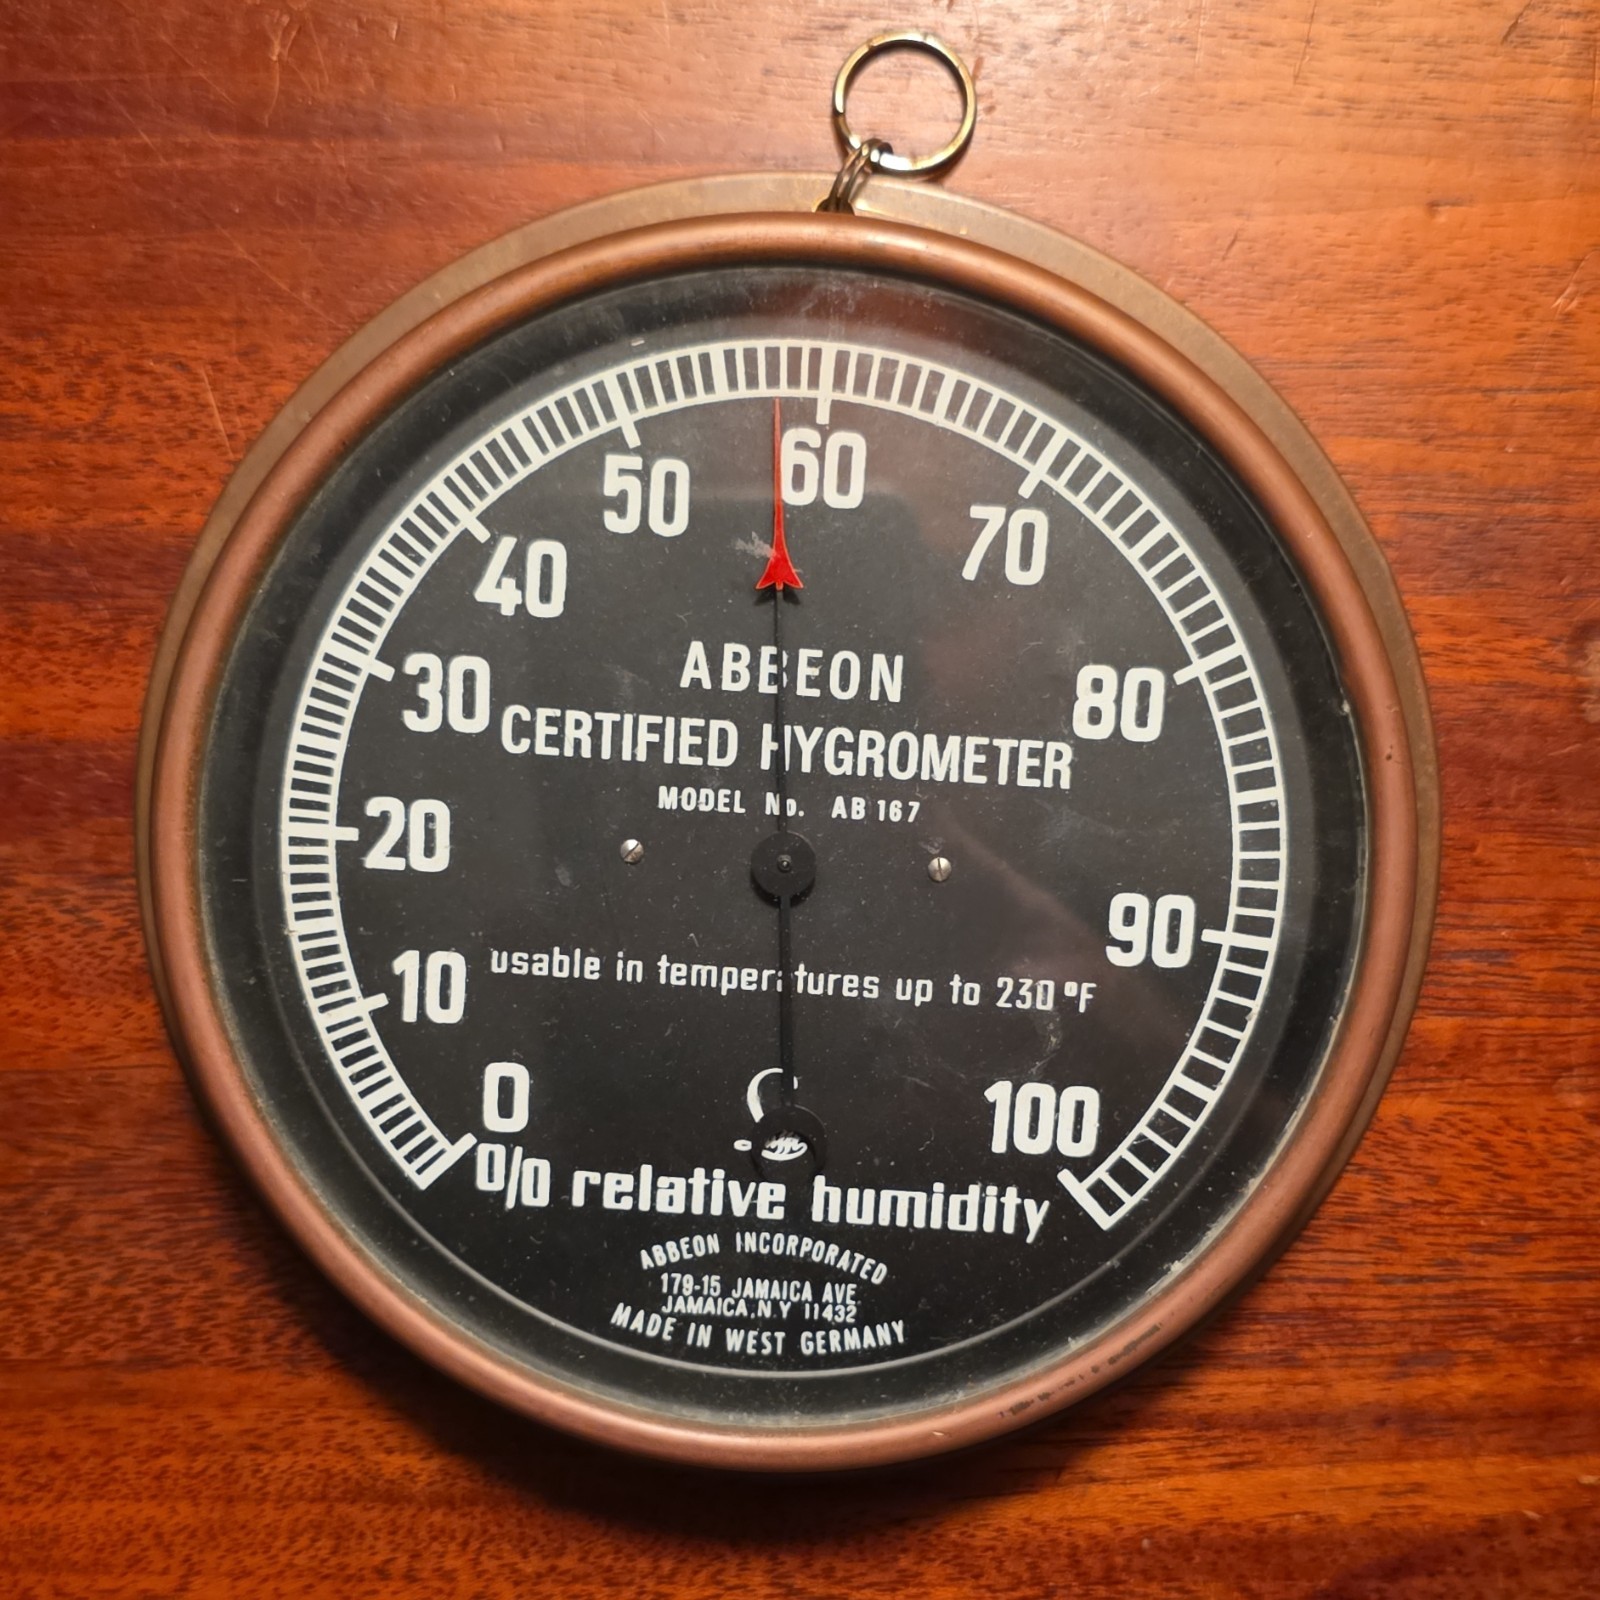 60
50
70
40
80
30
20
90
10
0
100
ABBEON
CERTIFIED HYGROMETER
MODEL No. AB 167
usable in temperatures up to 230 °F
0/0 relative humidity
ABBEON INCORPORATED
179-15 JAMAICA AVE
JAMAICA.N.Y 11432
MADE IN WEST GERMANY